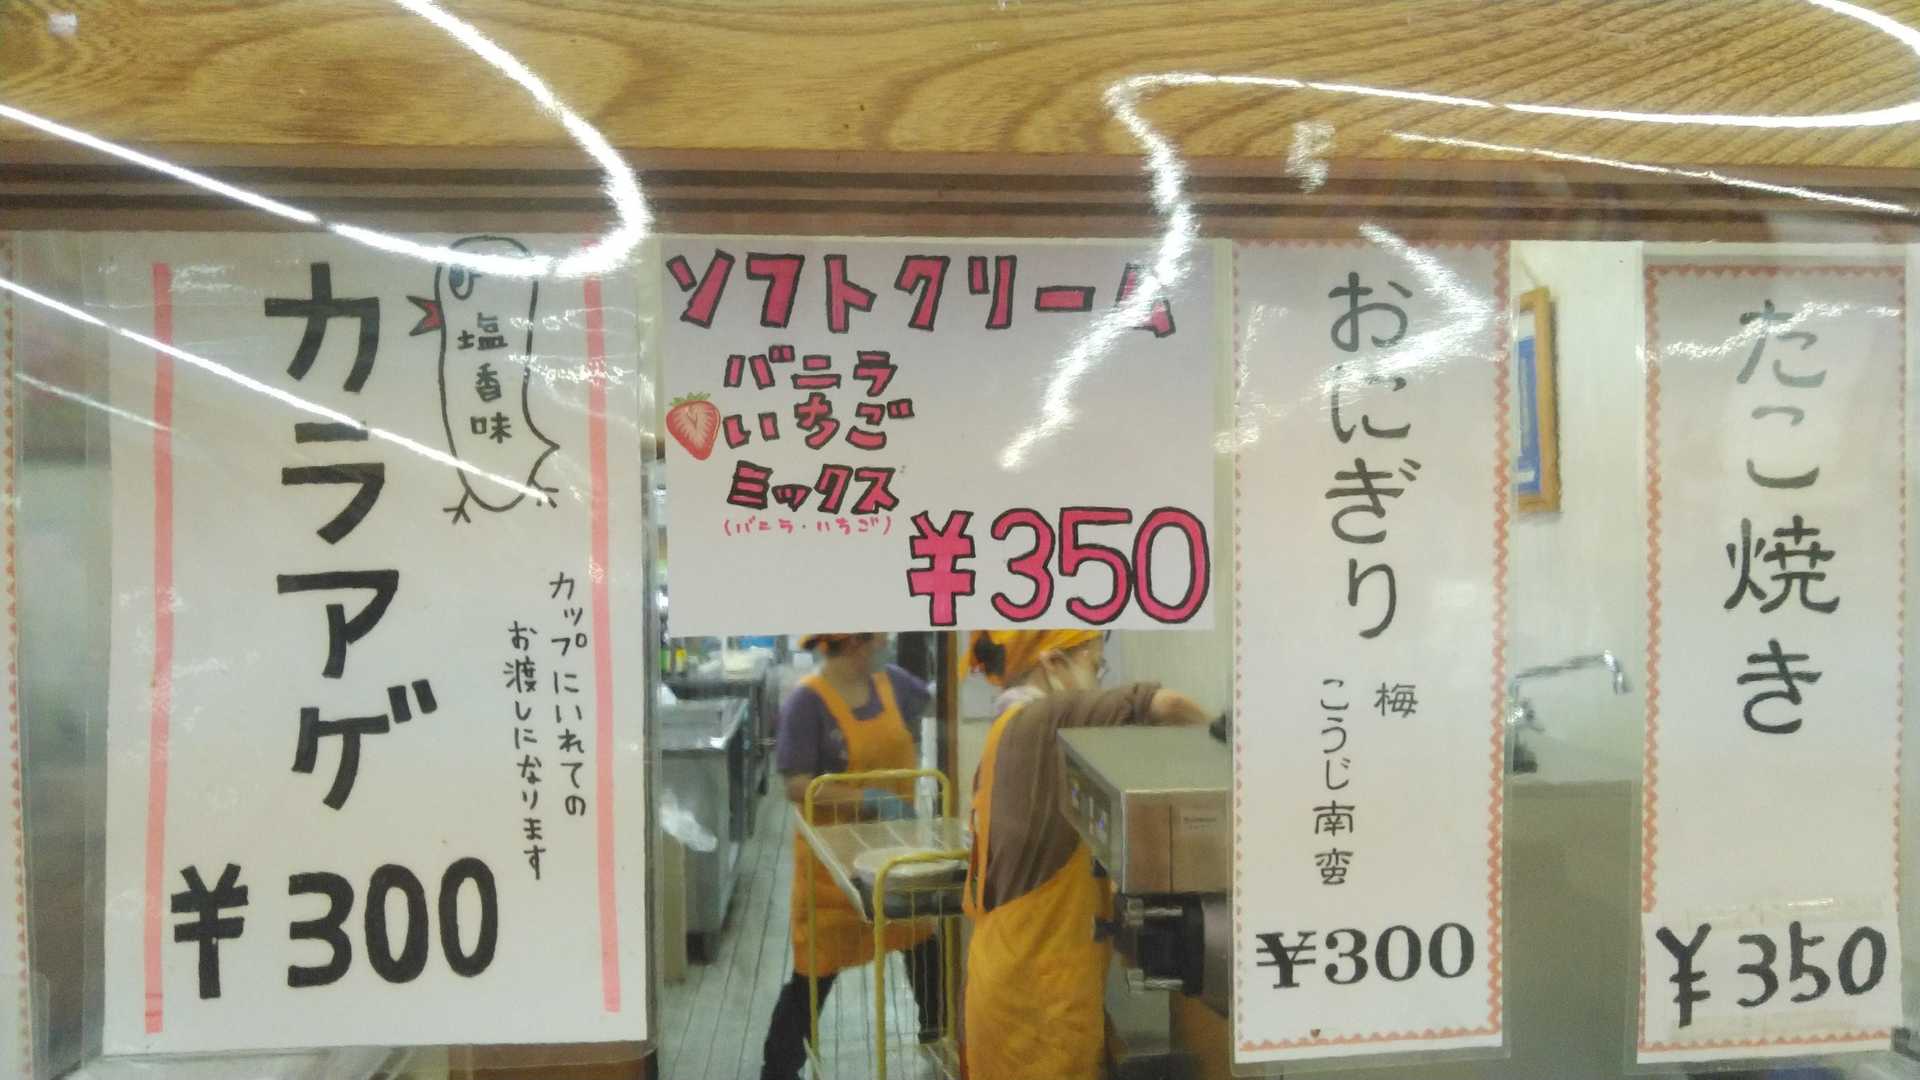 カラアゲ
塩香味
カップにいれての
お渡しになります
¥300
ソフトクリーム
バニラ
いちご
ミックス
(バニラ・いちご)
¥350
おにぎり
梅
こうじ南蛮
¥300
たこ焼き
¥350